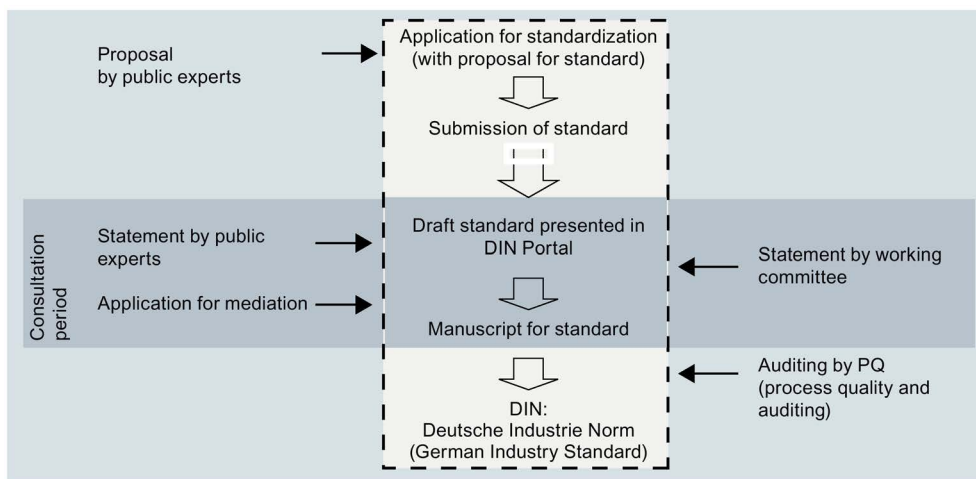 Proposal
by public experts
Application for standardization
(with proposal for standard)
Submission of standard
Consultation
period
Statement by public
experts
Application for mediation
Draft standard presented in
DIN Portal
Manuscript for standard
Statement by working
committee
Auditing by PQ
(process quality and
auditing)
DIN:
Deutsche Industrie Norm
(German Industry Standard)